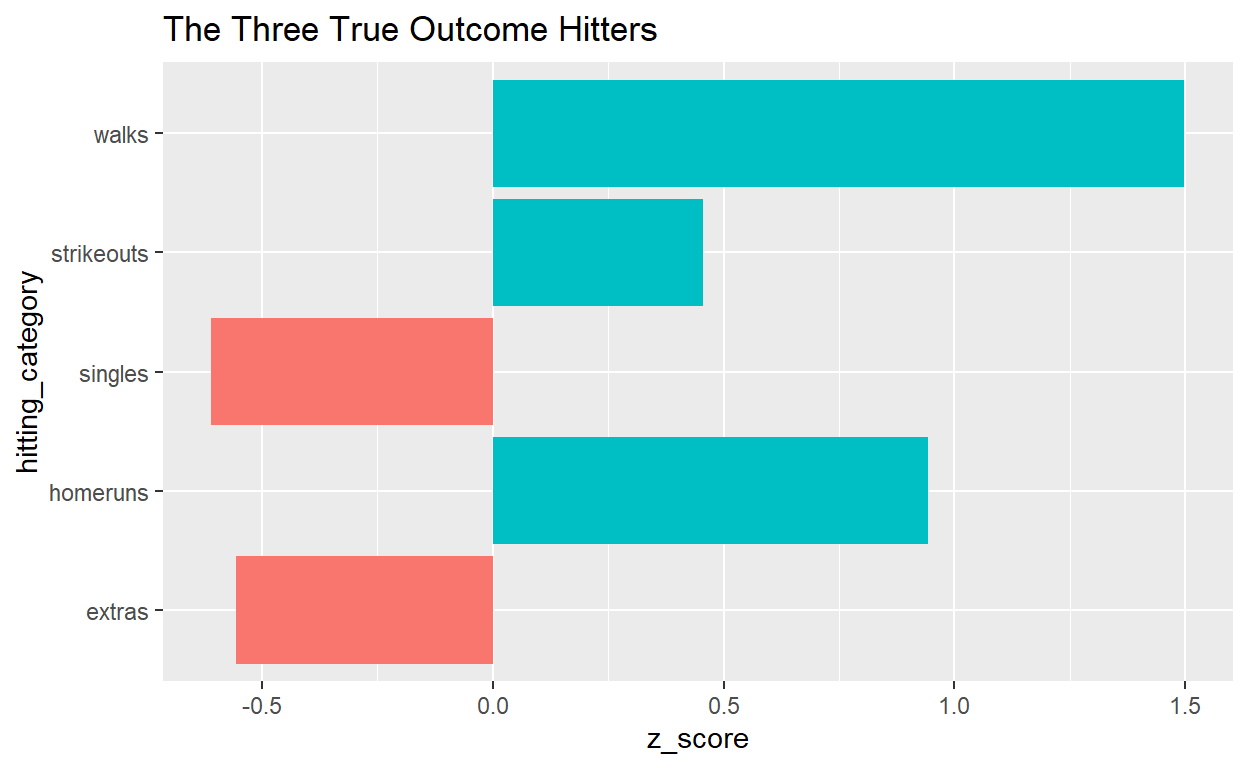 The Three True Outcome Hitters
hitting_category
walks
strikeouts
singles
homeruns
extras
-0.5 0.0 0.5 1.0 1.5
z_score